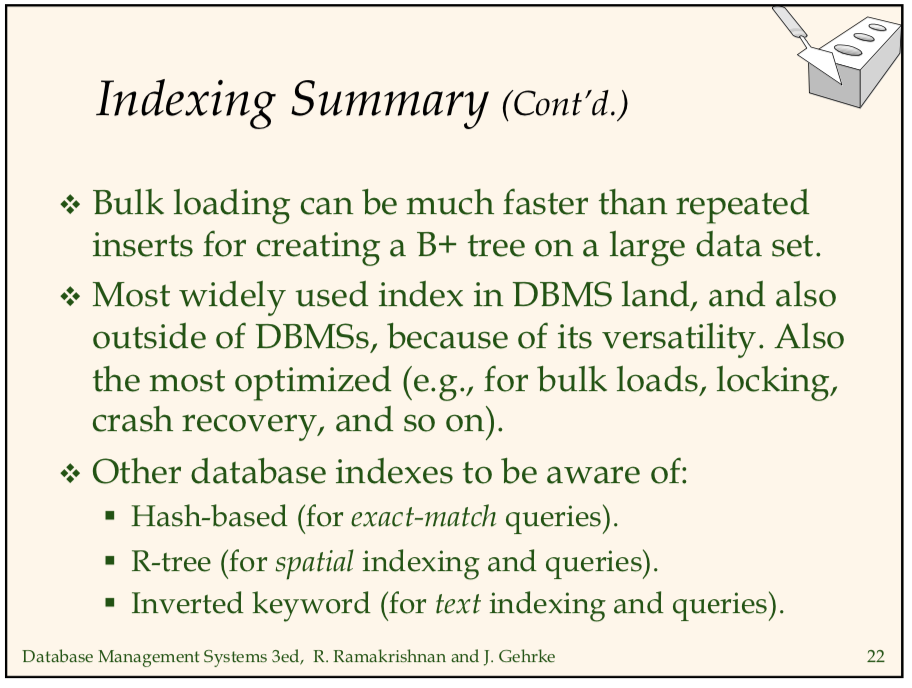 Indexing Summary (Cont’d.)
❖ Bulk loading can be much faster than repeated
inserts for creating a B+ tree on a large data set.
❖ Most widely used index in DBMS land, and also
outside of DBMSs, because of its versatility. Also
the most optimized (e.g., for bulk loads, locking,
crash recovery, and so on).
❖ Other database indexes to be aware of:
▪ Hash-based (for exact-match queries).
▪ R-tree (for spatial indexing and queries).
▪ Inverted keyword (for text indexing and queries).
Database Management Systems 3ed, R. Ramakrishnan and J. Gehrke 22